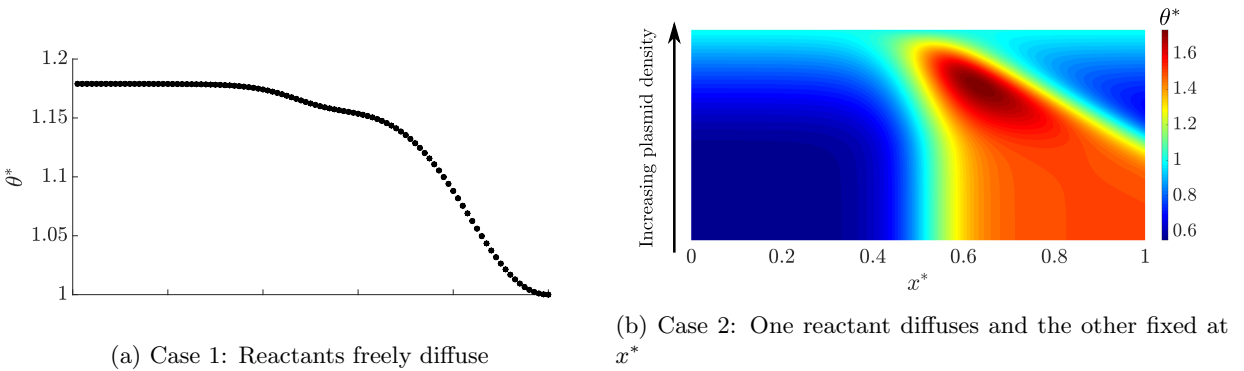 1.2
1.15
1.1
1.05
1
θ*
(a) Case 1: Reactants freely diffuse
Increasing plasmid density
0 0.2 0.4 0.6 0.8 1
x*
θ*
1.6
1.4
1.2
1
0.8
0.6
(b) Case 2: One reactant diffuses and the other fixed at
x*